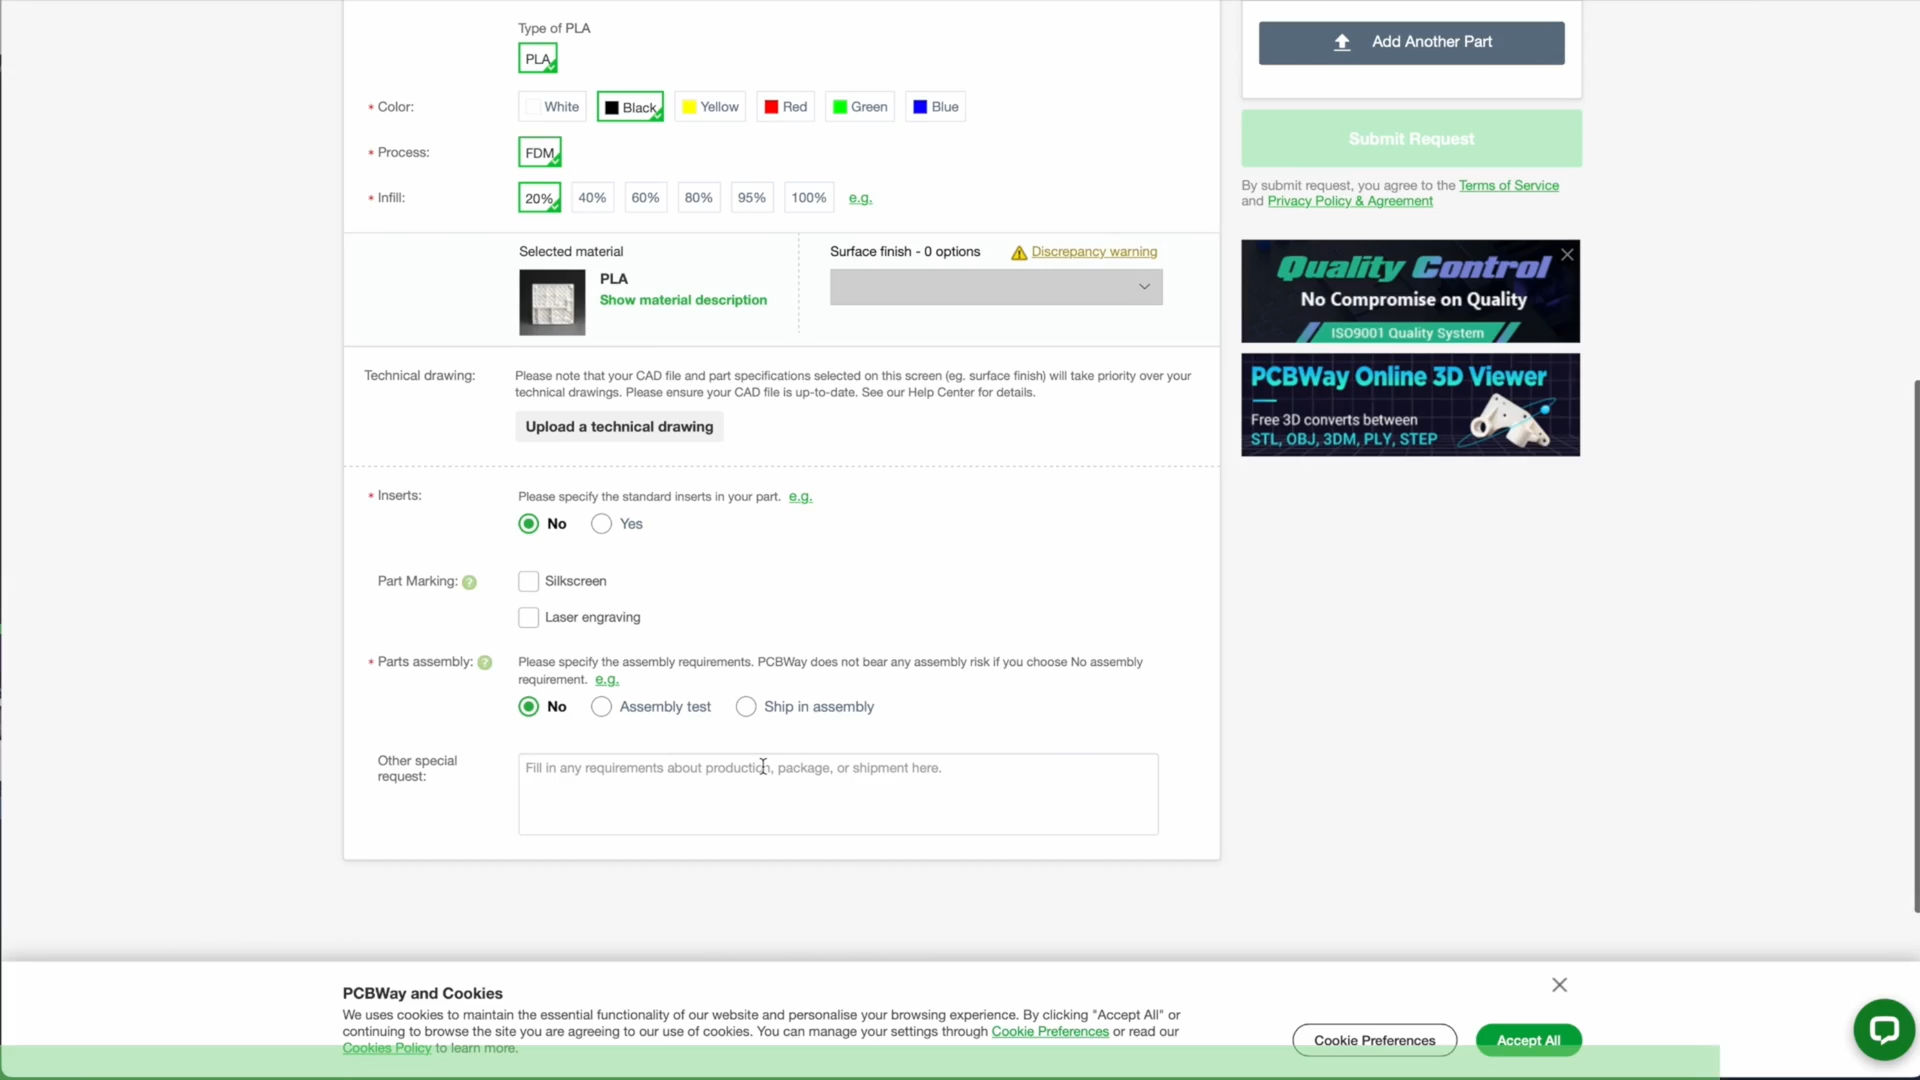 Type of PLA
PLA
* Color:
White
Black
Yellow
Red
Green
Blue
* Process:
FDM
* Infill:
20%
40%
60%
80%
95%
100%
e.g.
Selected material
PLA
Show material description
Surface finish - 0 options
Discrepancy warning
Technical drawing:
Please note that your CAD file and part specifications selected on this screen (eg. surface finish) will take priority over your
technical drawings. Please ensure your CAD file is up-to-date. See our Help Center for details.
Upload a technical drawing
* Inserts:
Please specify the standard inserts in your part. e.g.
No
Yes
Part Marking: ?
Silkscreen
Laser engraving
* Parts assembly: ?
Please specify the assembly requirements. PCBWay does not bear any assembly risk if you choose No assembly
requirement. e.g.
No
Assembly test
Ship in assembly
Other special
request:
Fill in any requirements about production, package, or shipment here.
Add Another Part
Submit Request
By submit request, you agree to the Terms of Service
and Privacy Policy & Agreement
Quality Control
No Compromise on Quality
ISO9001 Quality System
PCBWay Online 3D Viewer
Free 3D converts between
STL, OBJ, 3DM, PLY, STEP
PCBWay and Cookies
We uses cookies to maintain the essential functionality of our website and personalise your browsing experience. By clicking "Accept All" or
continuing to browse the site you are agreeing to our use of cookies. You can manage your settings through Cookie Preferences or read our
Cookies Policy to learn more.
Cookie Preferences
Accept All